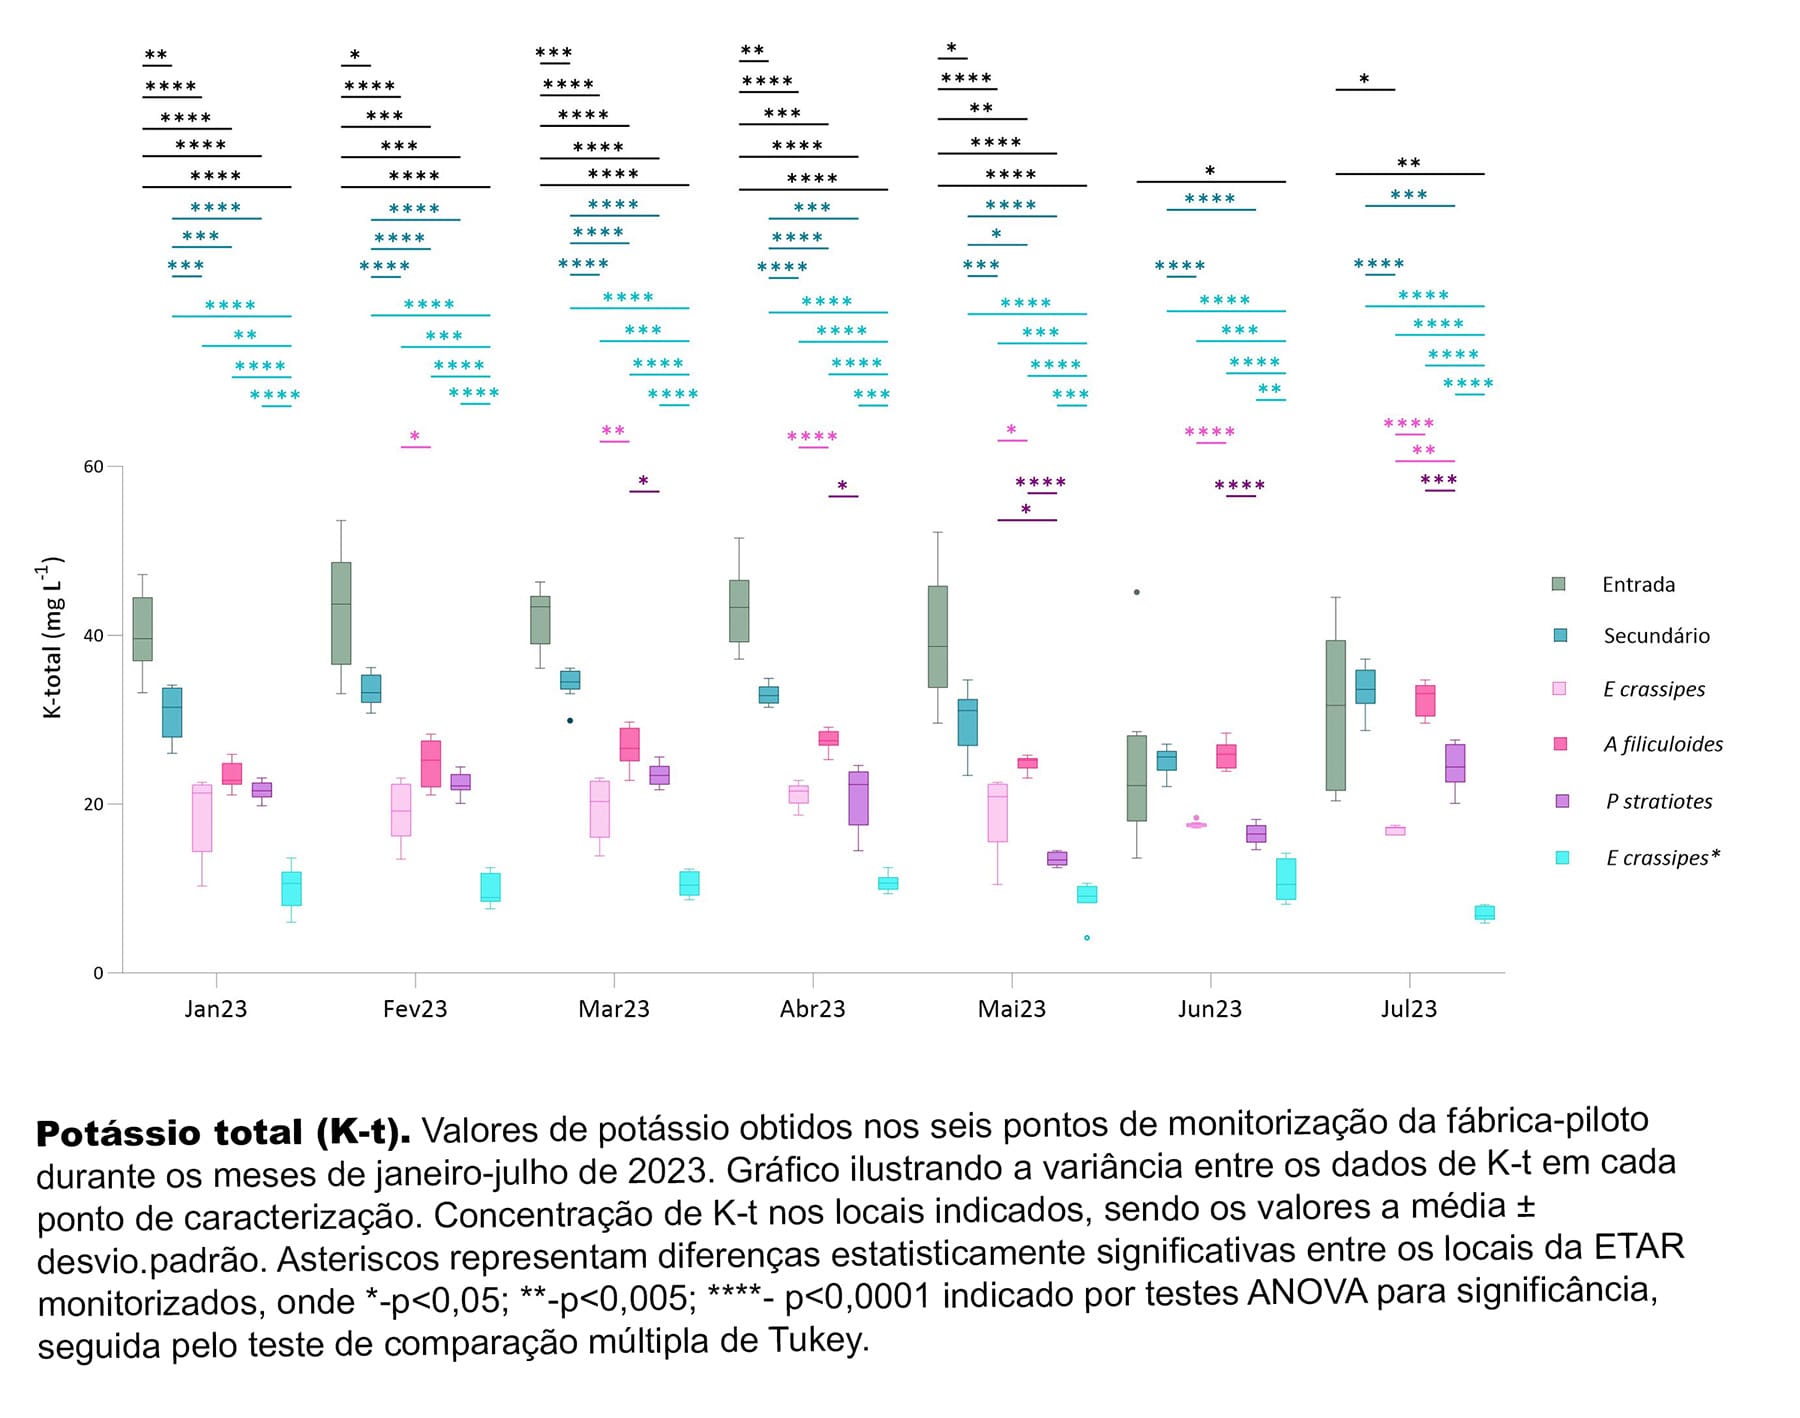 ** * *** ** *
**** **** **** **** **** *
**** *** **** *** **
**** *** **** **** **** * **
**** **** **** **** **** **** ***
**** **** **** *** ****
*** **** **** **** *
*** **** **** **** *** **** ****
**** **** **** **** **** **** ****
** *** *** **** *** *** ****
**** **** **** **** **** **** ****
**** **** **** *** *** ** ****
* ** **** * **** ****
**
* * **** **** ***
*
60
40
20
0
K-total (mg L-1)
Jan23 Fev23 Mar23 Abr23 Mai23 Jun23 Jul23
Entrada
Secundário
E crassipes
A filiculoides
P stratiotes
E crassipes*
Potássio total (K-t). Valores de potássio obtidos nos seis pontos de monitorização da fábrica-piloto
durante os meses de janeiro-julho de 2023. Gráfico ilustrando a variância entre os dados de K-t em cada
ponto de caracterização. Concentração de K-t nos locais indicados, sendo os valores a média ±
desvio.padrão. Asteriscos representam diferenças estatisticamente significativas entre os locais da ETAR
monitorizados, onde *-p<0,05; **-p<0,005; ****- p<0,0001 indicado por testes ANOVA para significância,
seguida pelo teste de comparação múltipla de Tukey.